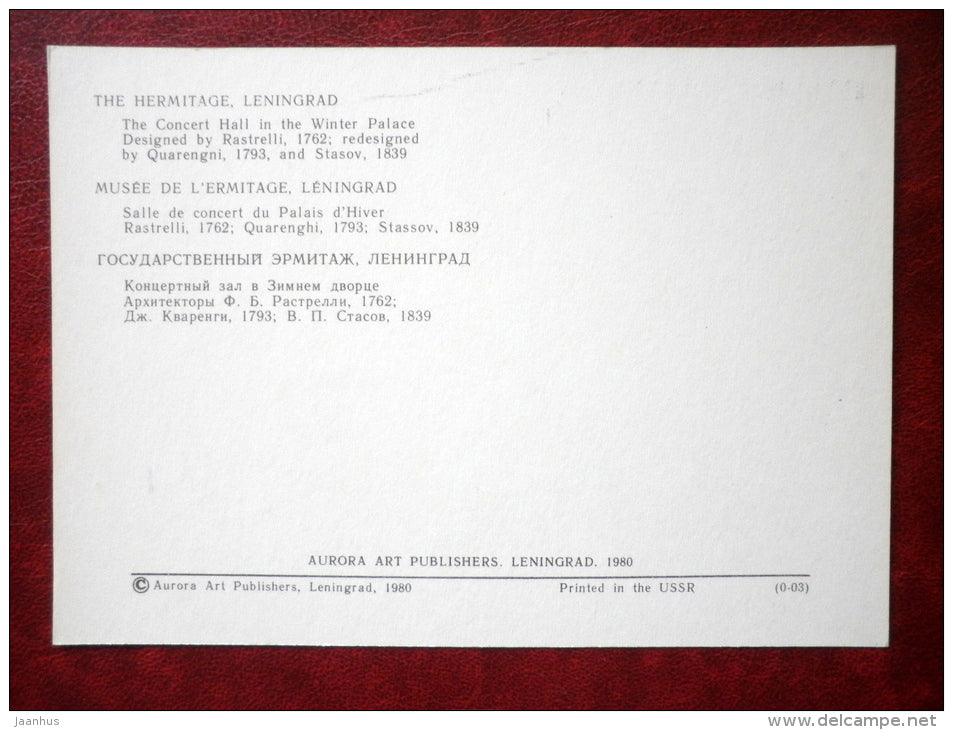 THE HERMITAGE, LENINGRAD
The Concert Hall in the Winter Palace
Designed by Rastrelli, 1762; redesigned
by Quarengni, 1793, and Stasov, 1839
MUSÉE DE L'ERMITAGE, LÉNINGRAD
Salle de concert du Palais d'Hiver
Rastrelli, 1762; Quarenghi, 1793; Stassov, 1839
ГОСУДАРСТВЕННЫЙ ЭРМИТАЖ, ЛЕНИНГРАД
Концертный зал в Зимнем дворце
Архитекторы Ф. Б. Растрелли, 1762;
Дж. Кваренги, 1793; В. П. Стасов, 1839
AURORA ART PUBLISHERS. LENINGRAD. 1980
© Aurora Art Publishers, Leningrad, 1980 Printed in the USSR (0-03)
jaanhus www.delcampe.net